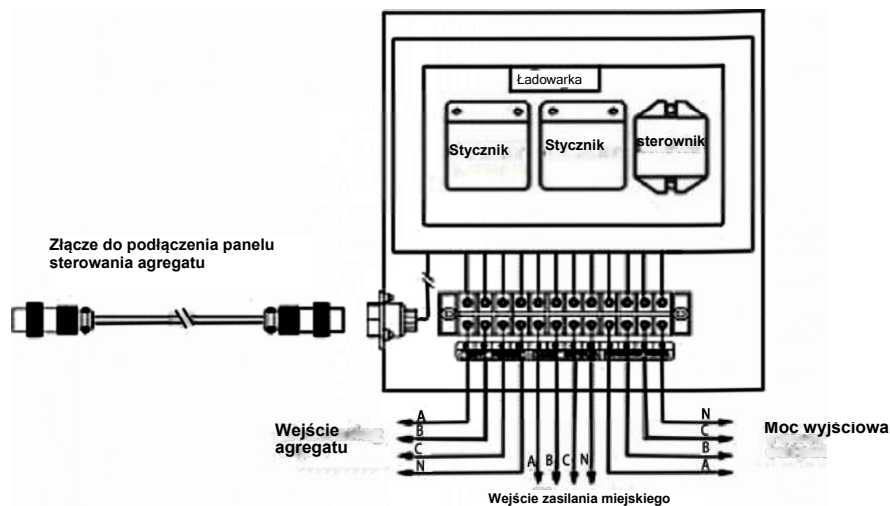 Ładowarka
Stycznik
Stycznik
sterownik
Złącze do podłączenia panelu
sterowania agregatu
A
B
C
N
Wejście
agregatu
A B C N
Wejście zasilania miejskiego
N
C
B
A
Moc wyjściowa